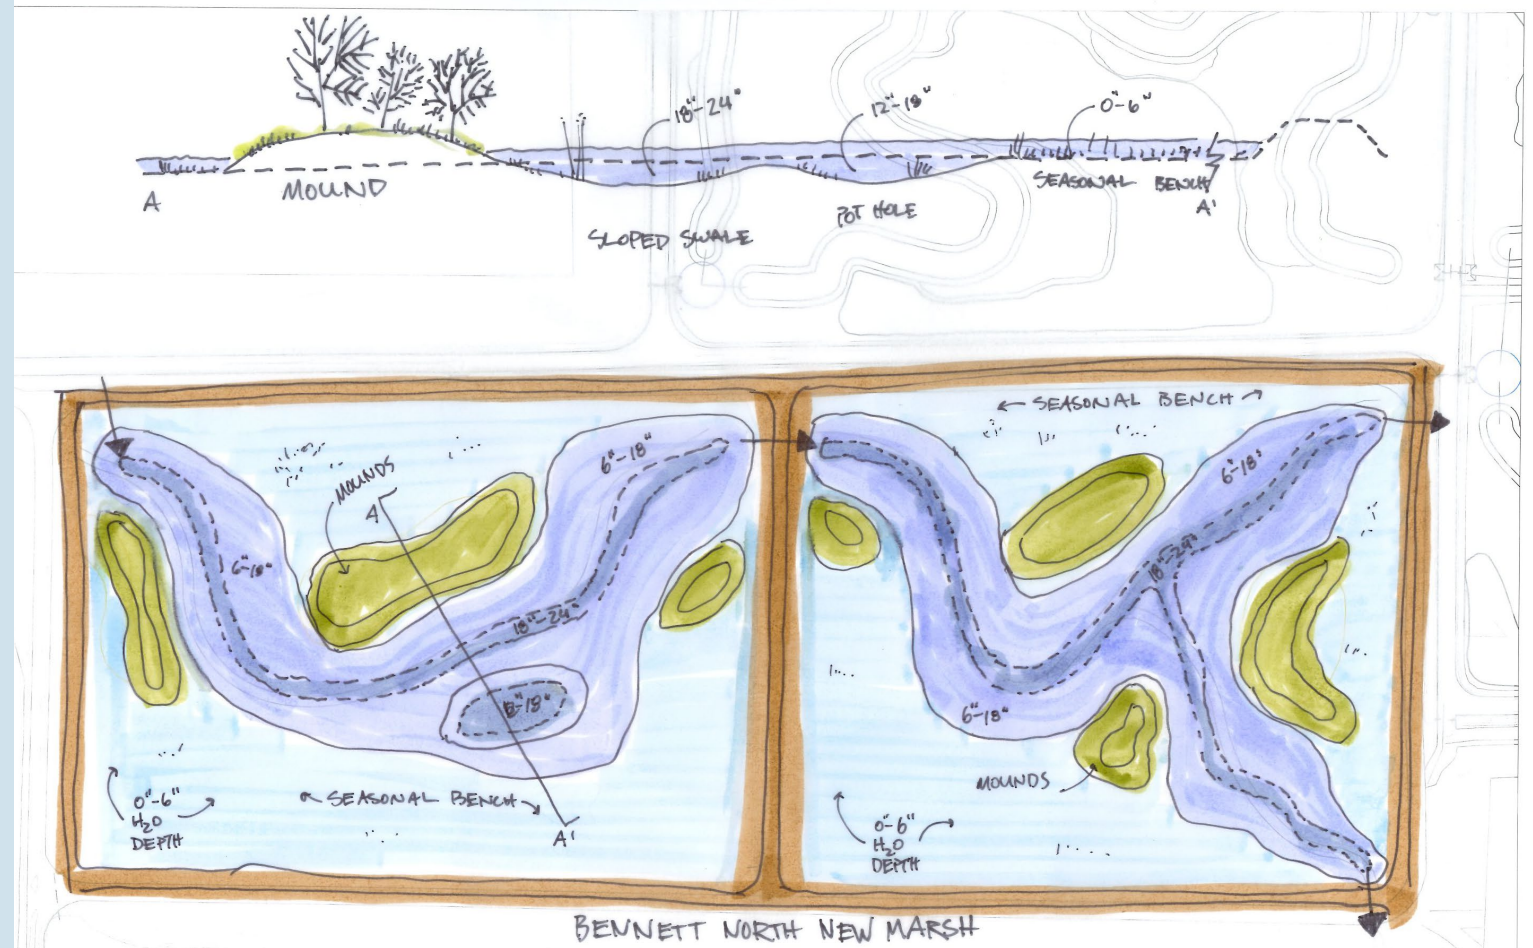 18"-24"
12"-18"
0"-6"
A
MOUND
SEASONAL BENCH
A'
POT HOLE
SLOPED SWALE
← SEASONAL BENCH →
MOUNDS
A
6"-18"
6"-18"
6"-18"
18"-24"
18"-24"
6"-18"
MOUNDS
0"-6"
H2O
DEPTH
← SEASONAL BENCH →
A'
0"-6"
H2O
DEPTH
BENNETT NORTH NEW MARSH